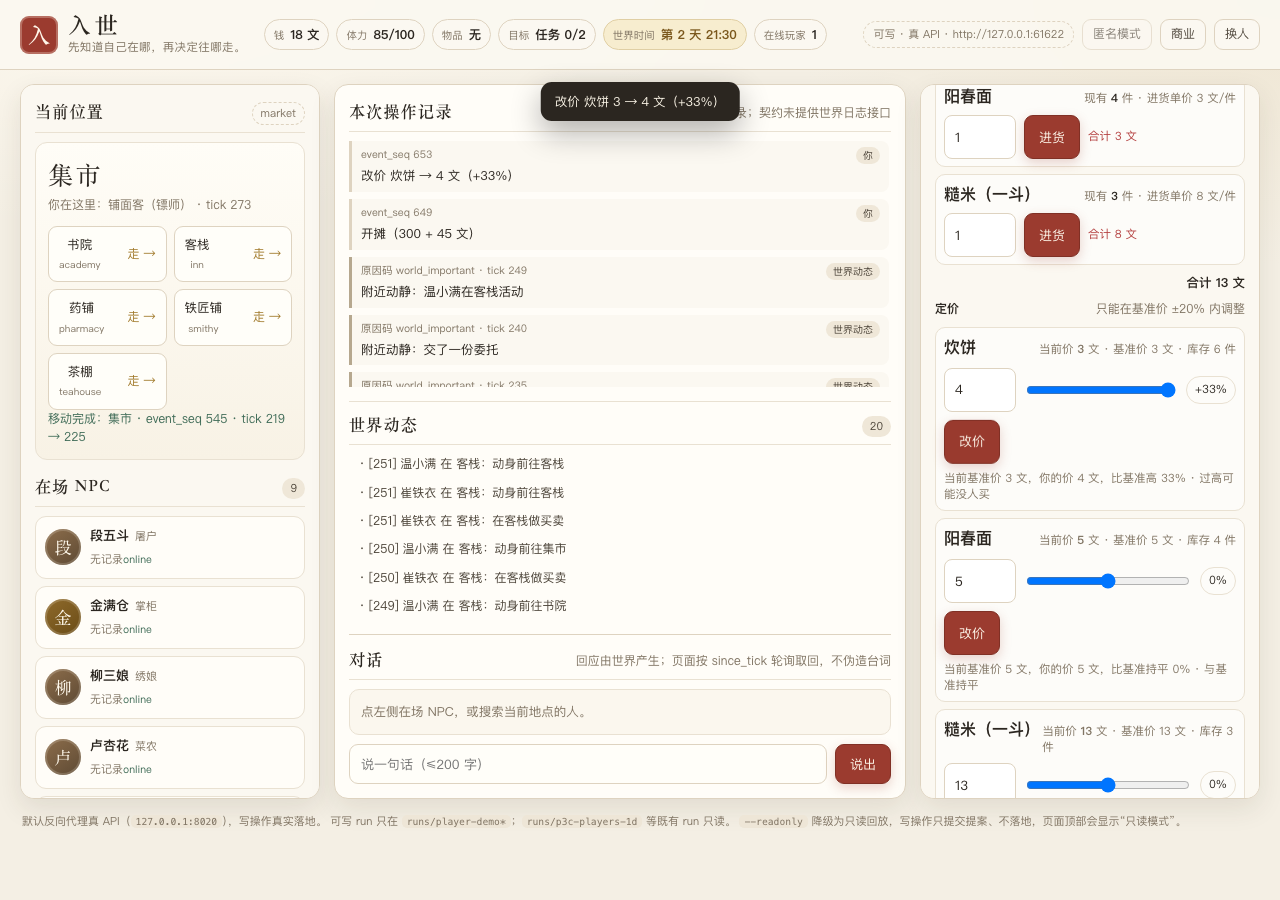 入
入世
先知道自己在哪，再决定往哪走。
钱 18 文
体力 85/100
物品 无
目标 任务 0/2
世界时间 第 2 天 21:30
在线玩家 1
可写 · 真 API · http://127.0.0.1:61622
匿名模式
商业
换人
改价 炊饼 3 → 4 文（+33%）
当前位置
market
集市
你在这里：铺面客（镖师） · tick 273
书院
academy
走 →
客栈
inn
走 →
药铺
pharmacy
走 →
铁匠铺
smithy
走 →
茶棚
teahouse
走 →
移动完成：集市 · event_seq 545 · tick 219
→ 225
在场 NPC
9
段
段五斗 屠户
无记录online
金
金满仓 掌柜
无记录online
柳
柳三娘 绣娘
无记录online
卢
卢杏花 菜农
无记录online
本次操作记录
录；契约未提供世界日志接口
event_seq 653
你
改价 炊饼 → 4 文（+33%）
event_seq 649
你
开摊（300 + 45 文）
原因码 world_important · tick 249
世界动态
附近动静：温小满在客栈活动
原因码 world_important · tick 240
世界动态
附近动静：交了一份委托
原因码 world_important · tick 235
世界动态
世界动态
20
· [251] 温小满 在 客栈：动身前往客栈
· [251] 崔铁衣 在 客栈：动身前往客栈
· [251] 崔铁衣 在 客栈：在客栈做买卖
· [250] 温小满 在 客栈：动身前往集市
· [250] 崔铁衣 在 客栈：在客栈做买卖
· [249] 温小满 在 客栈：动身前往书院
对话
回应由世界产生；页面按 since_tick 轮询取回，不伪造台词
点左侧在场 NPC，或搜索当前地点的人。
说一句话（≤200 字）
说出
阳春面
现有 4 件 · 进货单价 3 文/件
1
进货
合计 3 文
糙米（一斗）
现有 3 件 · 进货单价 8 文/件
1
进货
合计 8 文
合计 13 文
定价
只能在基准价 ±20% 内调整
炊饼
当前价 3 文 · 基准价 3 文 · 库存 6 件
4
+33%
改价
当前基准价 3 文，你的价 4 文，比基准高 33% · 过高可
能没人买
阳春面
当前价 5 文 · 基准价 5 文 · 库存 4 件
5
0%
改价
当前基准价 5 文，你的价 5 文，比基准持平 0% · 与基
准持平
糙米（一斗）
当前价 13 文 · 基准价 13 文 · 库存 3
件
13
0%
默认反向代理真 API（ 127.0.0.1:8020 ），写操作真实落地。 可写 run 只在 runs/player-demo* ； runs/p3c-players-1d 等既有 run 只读。 --readonly 降级为只读回放，写操作只提交提案、不落地，页面顶部会显示“只读模式”。